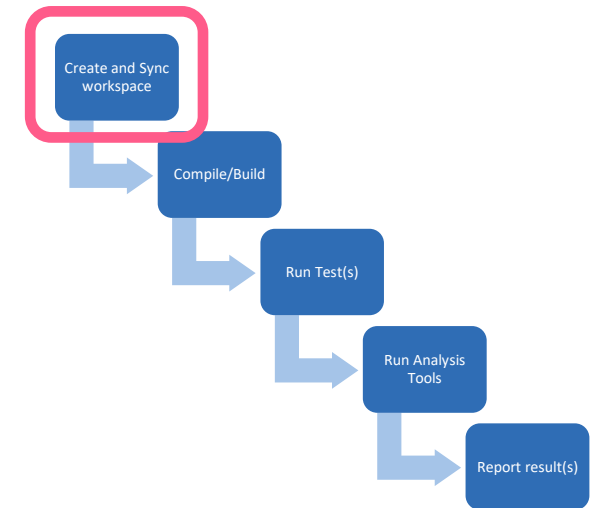 Create and Sync
workspace
Compile/Build
Run Test(s)
Run Analysis
Tools
Report result(s)